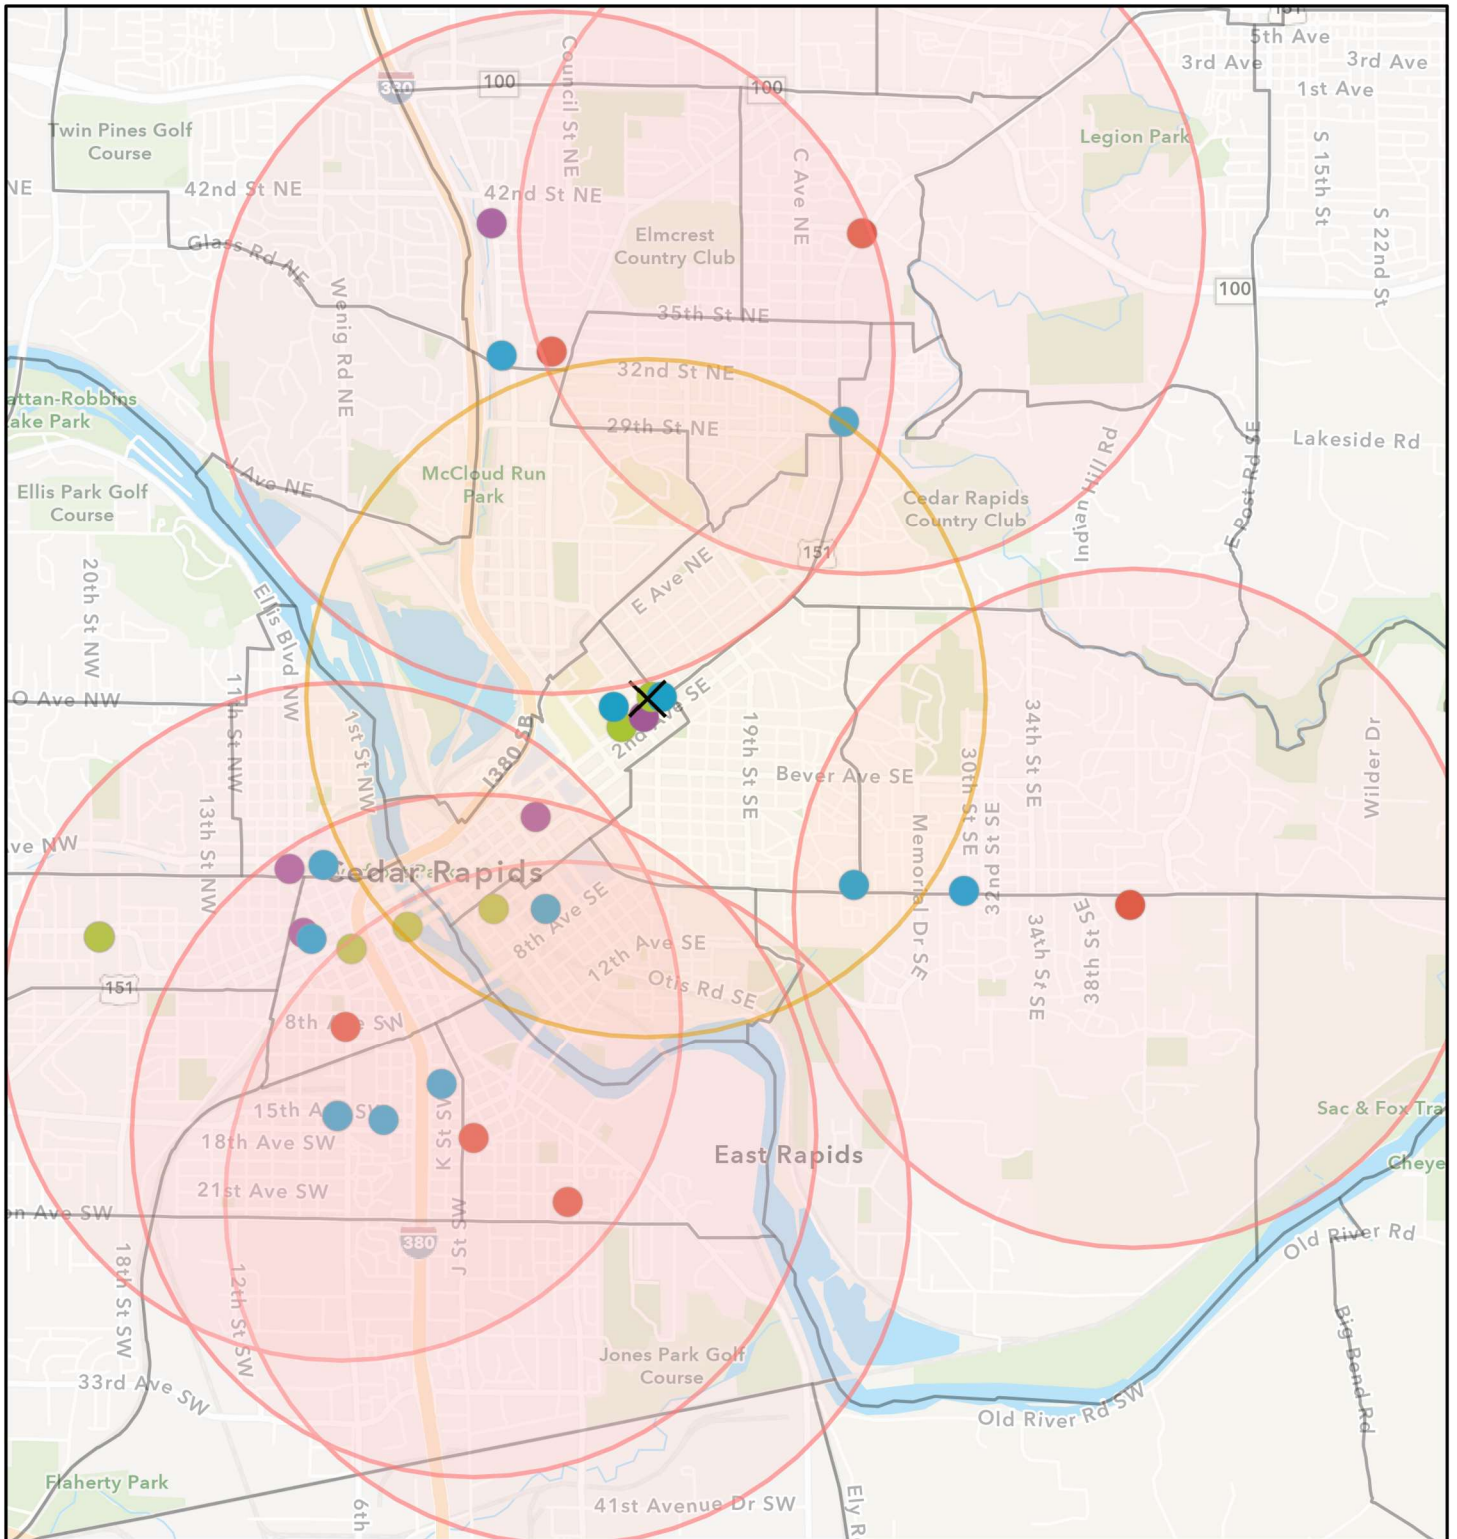 151
5th Ave
3rd Ave
3rd Ave
1st Ave
380
100
100
Council St NE
Twin Pines Golf
Course
Legion Park
S 15th St
NE
42nd St NE
42nd St NE
C Ave NE
S 22nd St
Glass Rd NE
Elmcrest
Country Club
Wenig Rd NE
100
35th St NE
32nd St NE
attan-Robbins
Lake Park
29th St NE
Lakeside Rd
J Ave NE
McCloud Run
Park
Indian Hill Rd
E Post Rd SE
Ellis Park Golf
Course
Cedar Rapids
Country Club
151
E Ave NE
20th St NW
Ellis Blvd NW
O Ave NW
11th St NW
1st St NW
I380 SB
2nd Ave SE
19th St SE
34th St SE
Wilder Dr
Bever Ave SE
30th St SE
13th St NW
ve NW
32nd St SE
Memorial Dr SE
Cedar Rapids
8th Ave SE
12th Ave SE
34th St SE
38th St SE
Otis Rd SE
151
8th Ave SW
15th Ave SW
Sac & Fox Tra
18th Ave SW
K St SW
East Rapids
Cheye
21st Ave SW
on Ave SW
J St SW
380
Old River Rd
18th St SW
12th St SW
Big Bend Rd
Jones Park Golf
Course
33rd Ave SW
Old River Rd SW
Flaherty Park
6th
41st Avenue Dr SW
Ely R